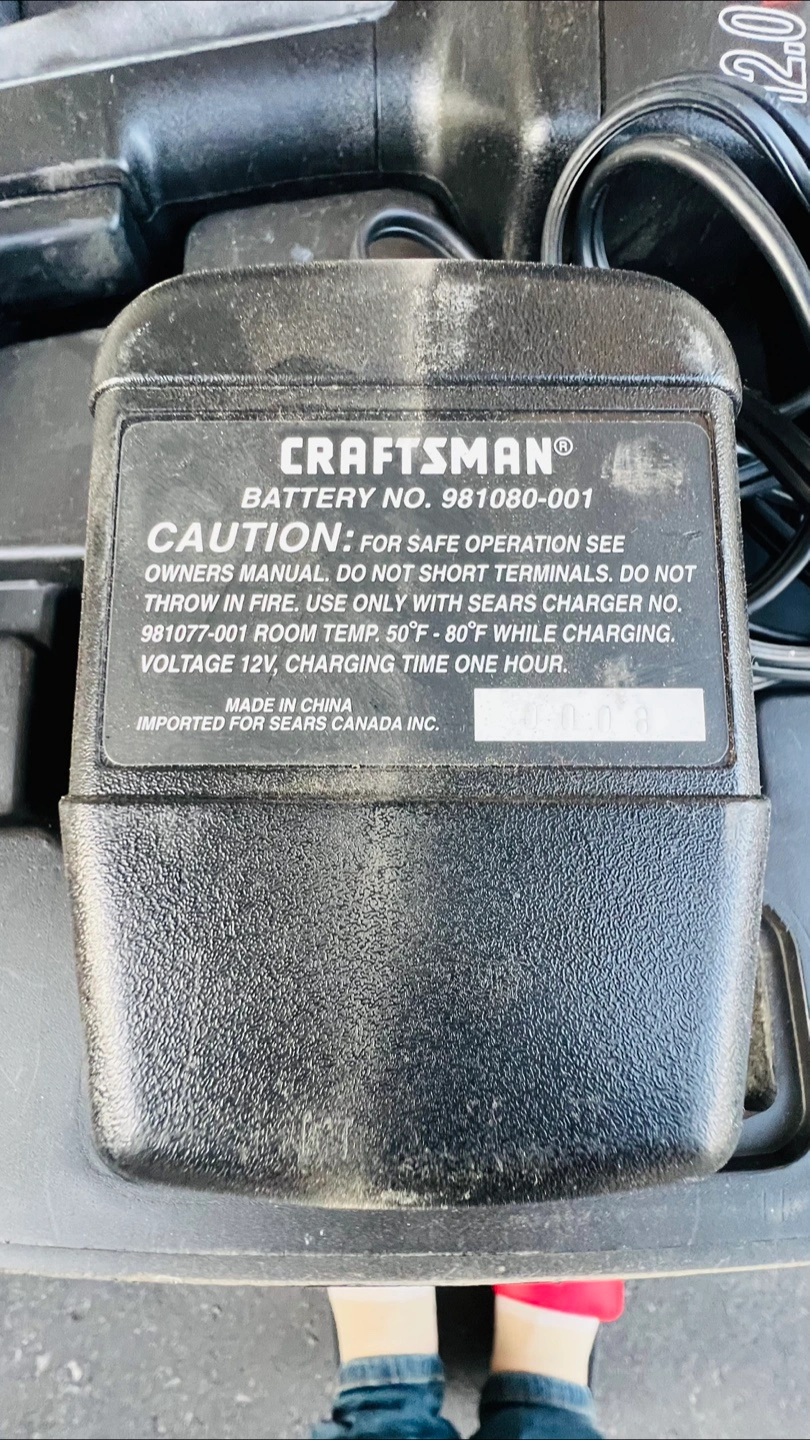 12.0
CRAFTSMAN®
BATTERY NO. 981080-001
CAUTION: FOR SAFE OPERATION SEE
OWNERS MANUAL. DO NOT SHORT TERMINALS. DO NOT
THROW IN FIRE. USE ONLY WITH SEARS CHARGER NO.
981077-001 ROOM TEMP. 50°F - 80°F WHILE CHARGING.
VOLTAGE 12V, CHARGING TIME ONE HOUR.
MADE IN CHINA
IMPORTED FOR SEARS CANADA INC.